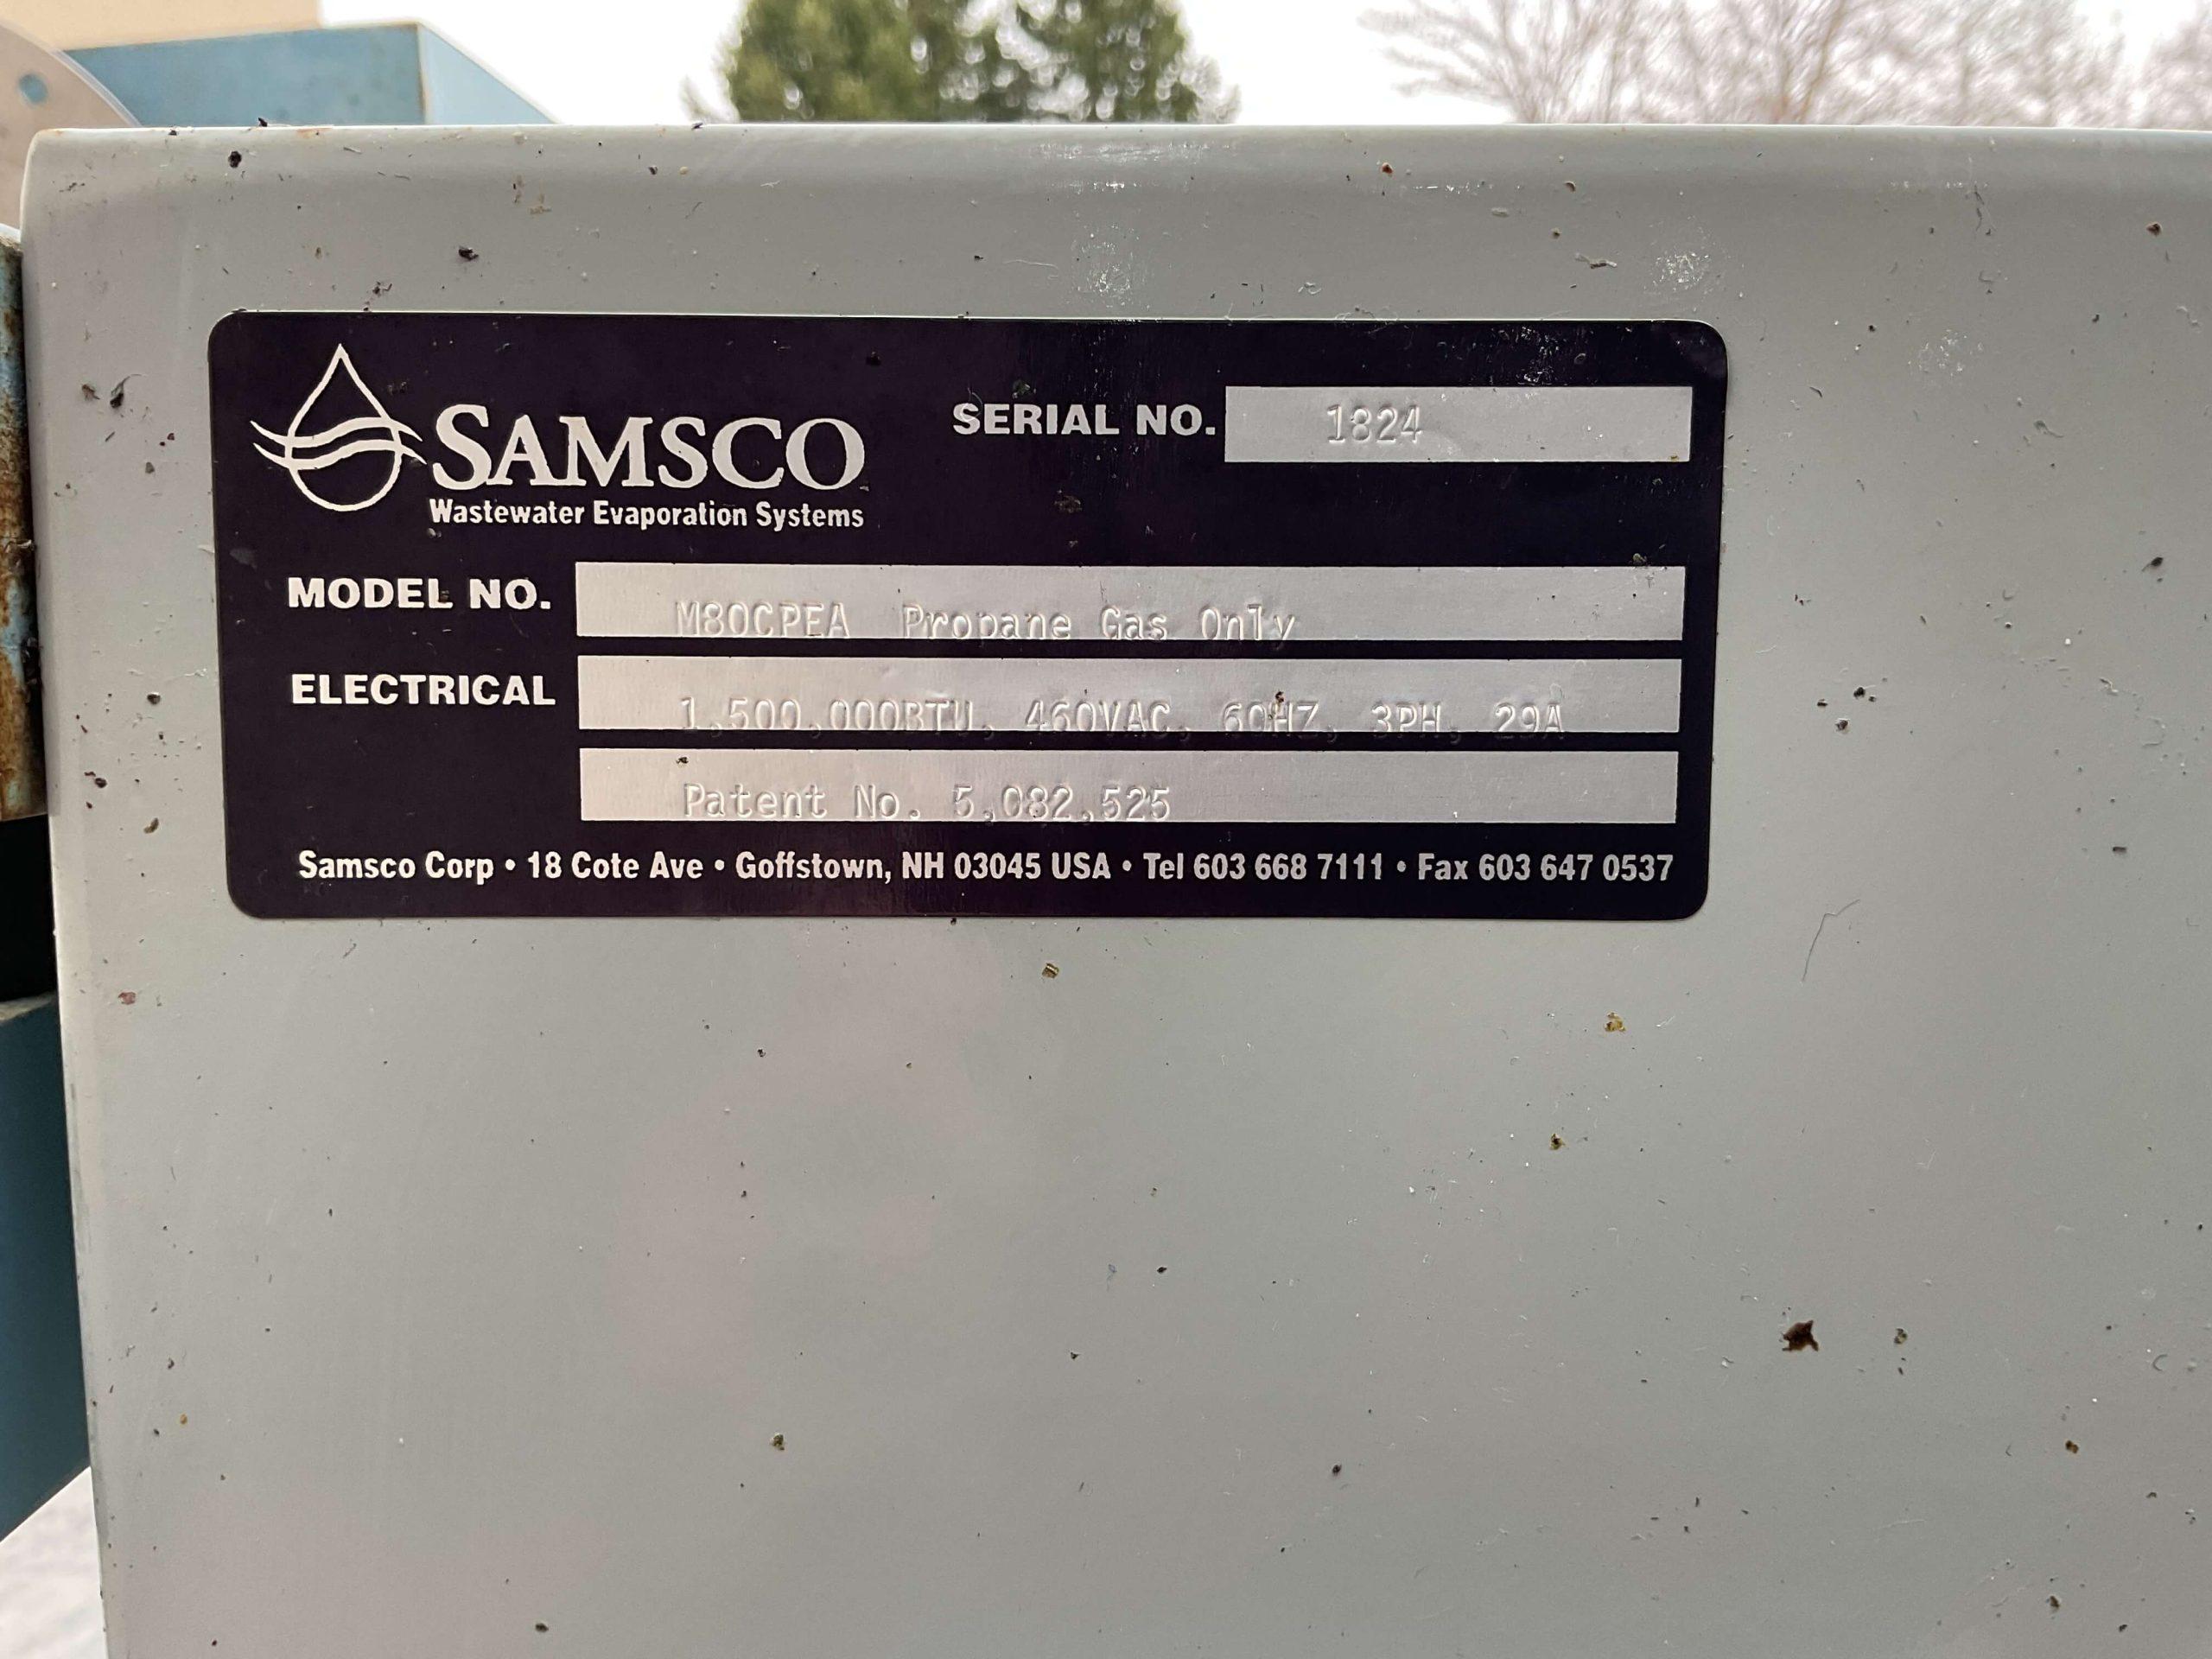 SAMSCO
Wastewater Evaporation Systems
SERIAL NO. 1824
MODEL NO. M80CPEA Propane Gas Only
ELECTRICAL 1,500,000BTU, 460VAC, 60HZ, 3PH, 29A
Patent No. 5,082,525
Samsco Corp • 18 Cote Ave • Goffstown, NH 03045 USA • Tel 603 668 7111 • Fax 603 647 0537